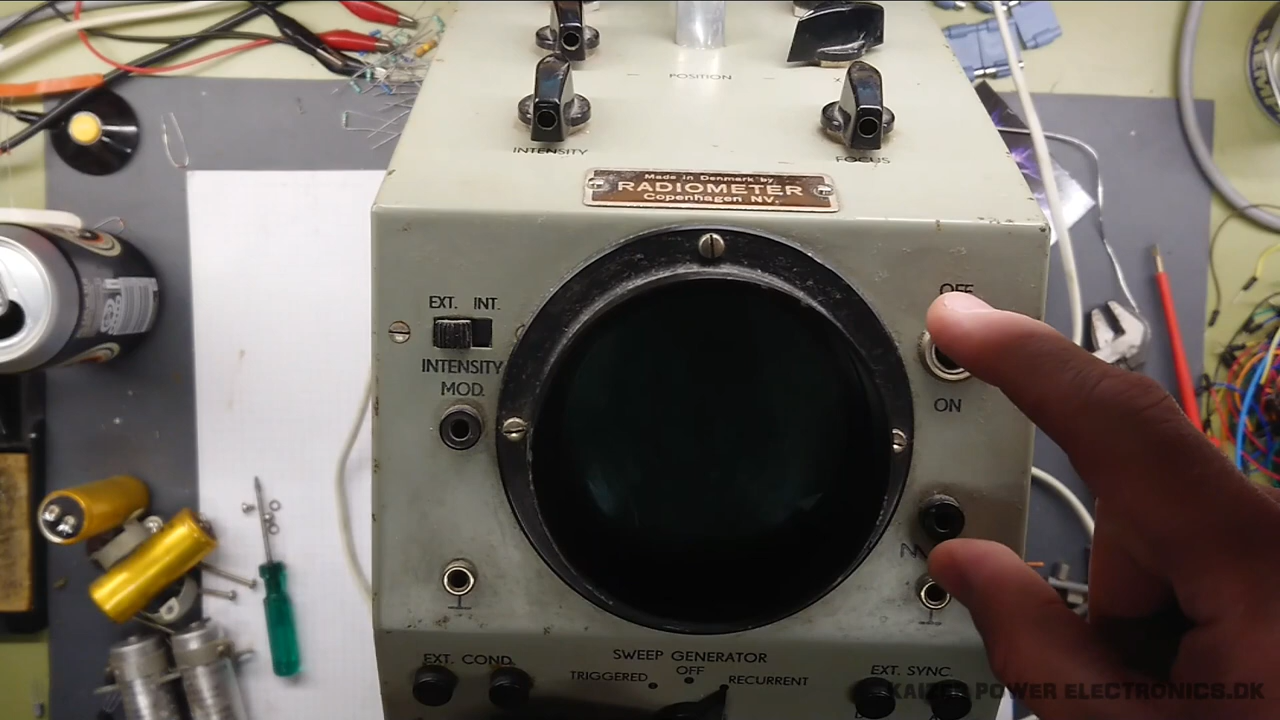 POSITION
INTENSITY
FOCUS
Made in Denmark by
RADIOMETER
Copenhagen NV.
EXT. INT.
INTENSITY
MOD.
OFF
ON
EXT. COND.
SWEEP GENERATOR
TRIGGERED
OFF
RECURRENT
EXT. SYNC.
KAIZER POWER ELECTRONICS.DK